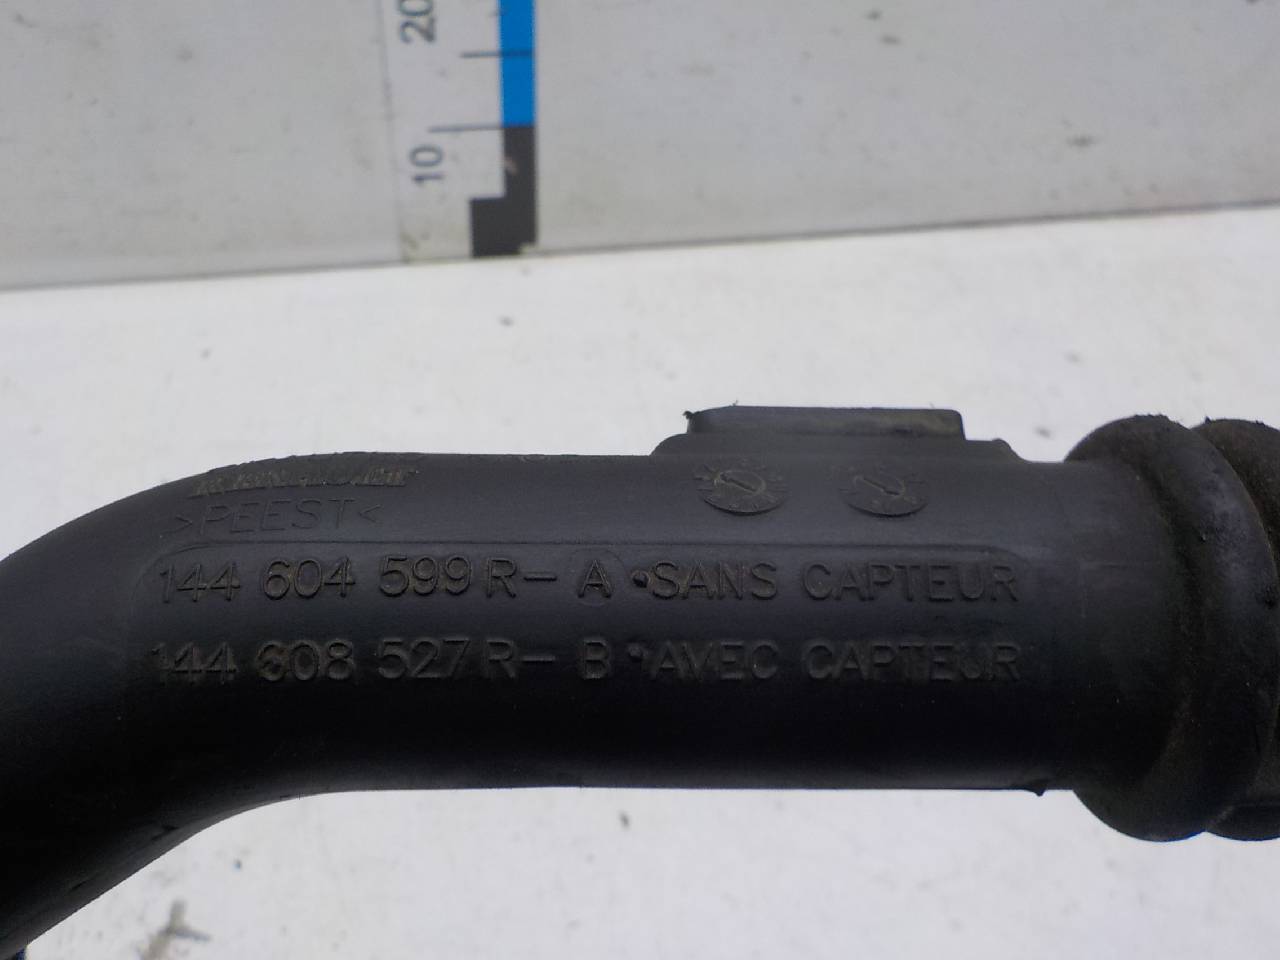 20
10
>PEEST<
144 604 599 R - A • SANS CAPTEUR
144 608 527 R - B • AVEC CAPTEUR